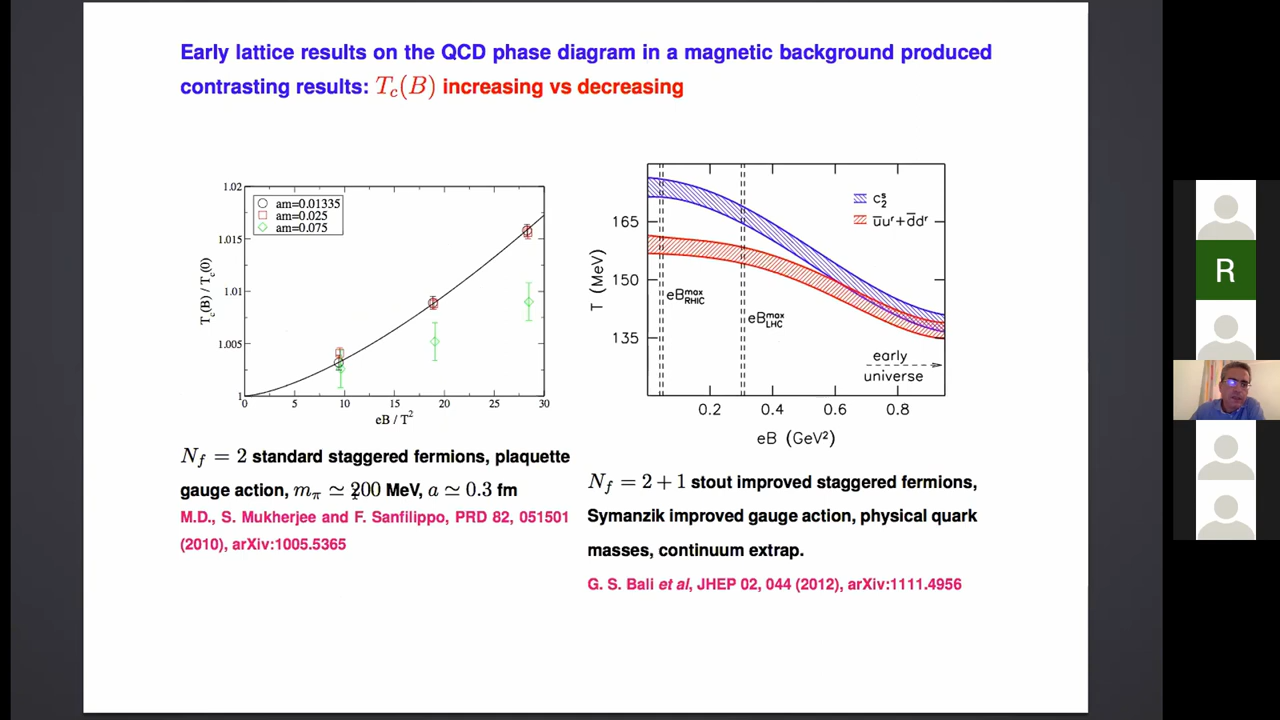 Early lattice results on the QCD phase diagram in a magnetic background produced
contrasting results: T_c(B) increasing vs decreasing
1.02
1.015
1.01
1.005
1
T_c(B) / T_c(0)
am=0.01335
am=0.025
am=0.075
0 5 10 15 20 25 30
eB / T²
165
150
135
T (MeV)
c₂ˢ
ūuʳ+d̄dʳ
eB^max_RHIC
eB^max_LHC
early
universe
0.2 0.4 0.6 0.8
eB (GeV²)
N_f = 2 standard staggered fermions, plaquette
gauge action, m_π ≃ 200 MeV, a ≃ 0.3 fm
M.D., S. Mukherjee and F. Sanfilippo, PRD 82, 051501
(2010), arXiv:1005.5365
N_f = 2 + 1 stout improved staggered fermions,
Symanzik improved gauge action, physical quark
masses, continuum extrap.
G. S. Bali et al, JHEP 02, 044 (2012), arXiv:1111.4956
R